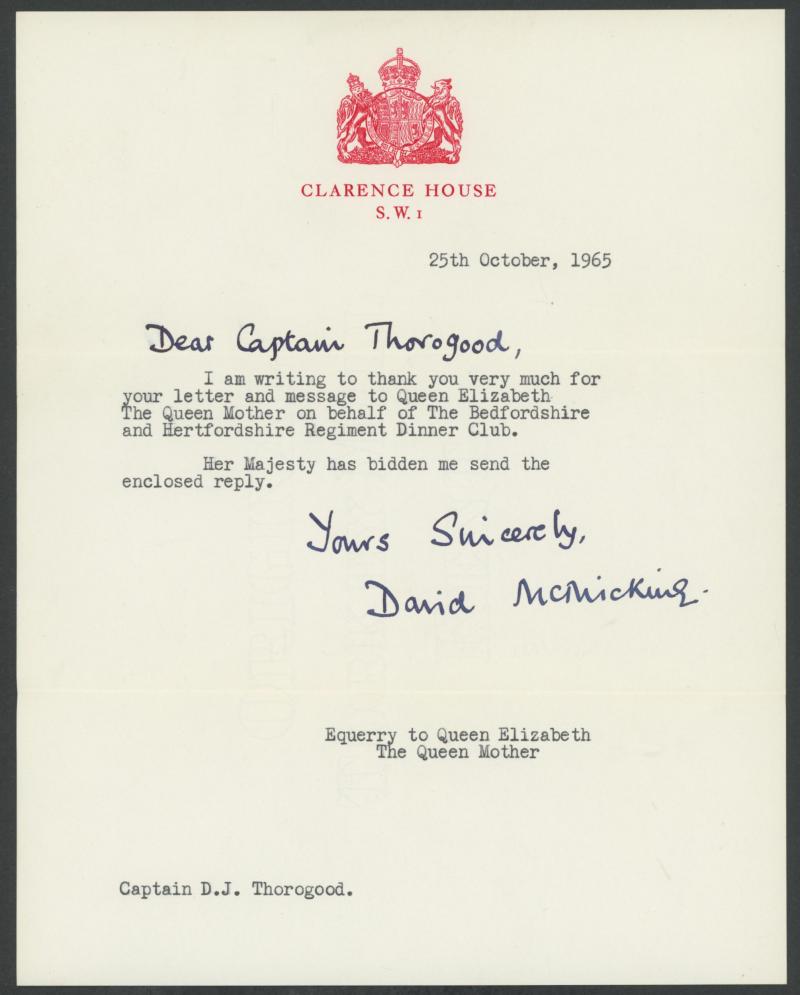 CLARENCE HOUSE
S.W. 1
25th October, 1965
Dear Captain Thorogood,
I am writing to thank you very much for
your letter and message to Queen Elizabeth
The Queen Mother on behalf of The Bedfordshire
and Hertfordshire Regiment Dinner Club.
Her Majesty has bidden me send the
enclosed reply.
Yours Sincerely,
David McMicking.
Equerry to Queen Elizabeth
The Queen Mother
Captain D.J. Thorogood.